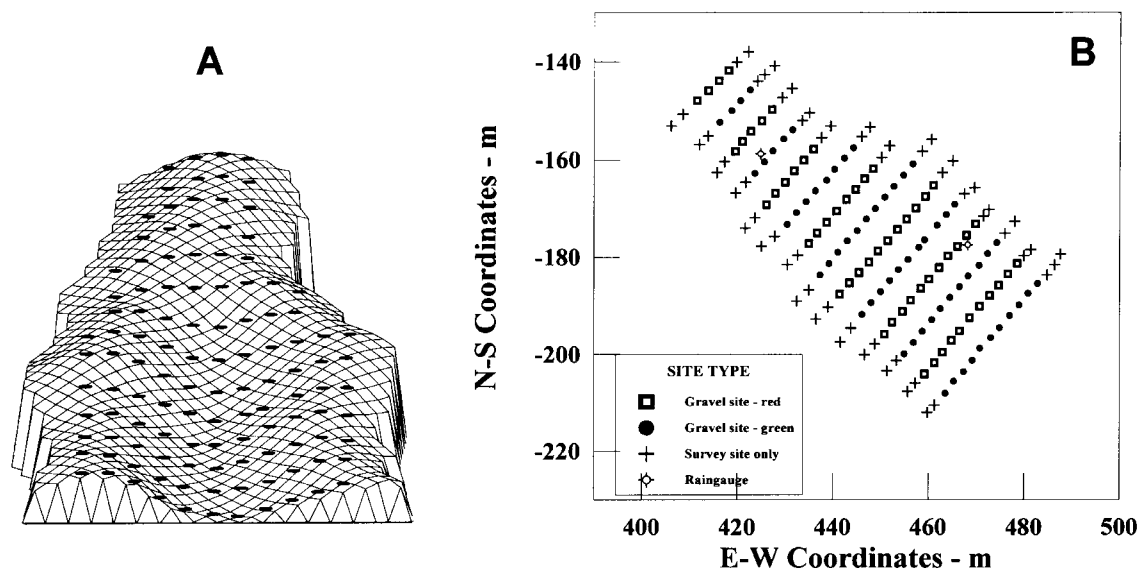 A
B
N-S Coordinates - m
-140
-160
-180
-200
-220
SITE TYPE
Gravel site - red
Gravel site - green
Survey site only
Raingauge
400 420 440 460 480 500
E-W Coordinates - m